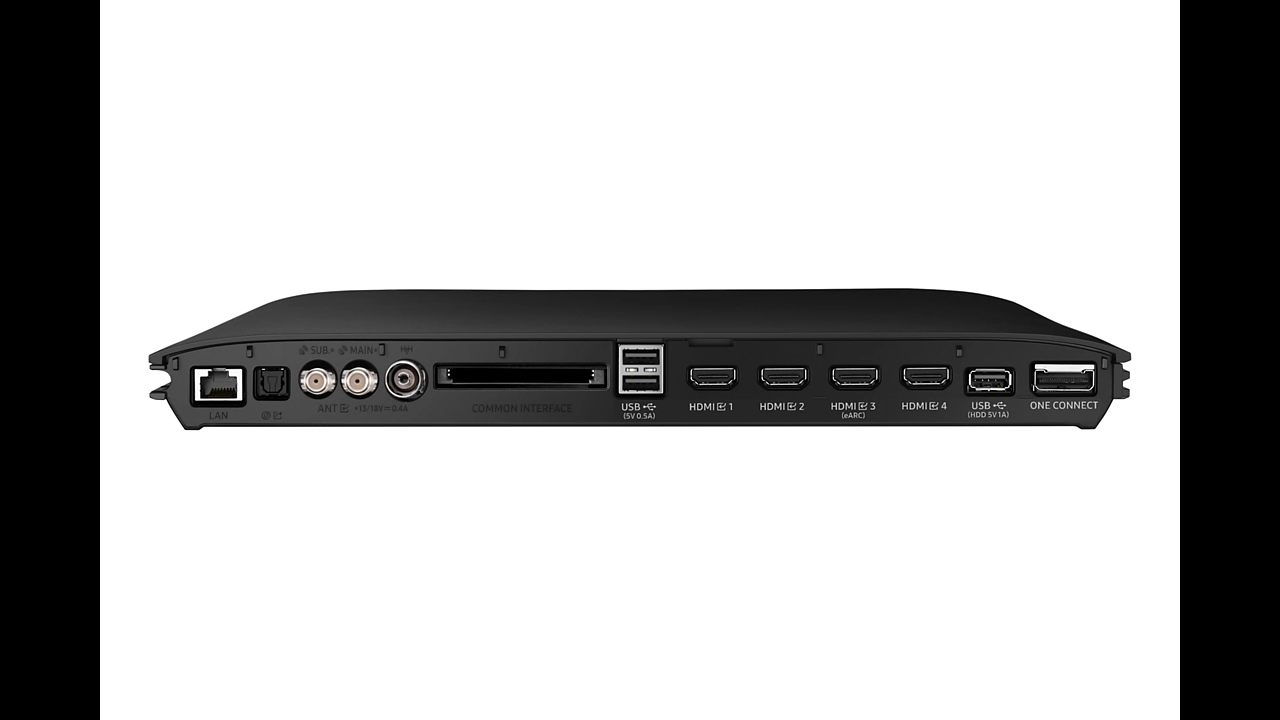 SUB
MAIN
LAN
ANT
+13/18V 0.4A
COMMON INTERFACE
USB
(5V 0.5A)
HDMI 1
HDMI 2
HDMI 3
(eARC)
HDMI 4
USB
(HDD 5V 1A)
ONE CONNECT